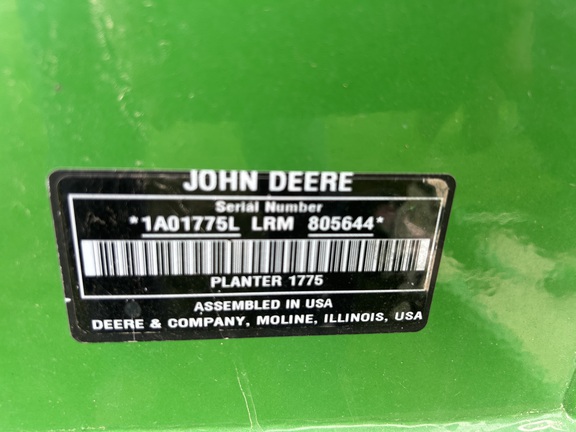 JOHN DEERE
Serial Number
*1A01775L LRM 805644*
PLANTER 1775
ASSEMBLED IN USA
DEERE & COMPANY, MOLINE, ILLINOIS, USA